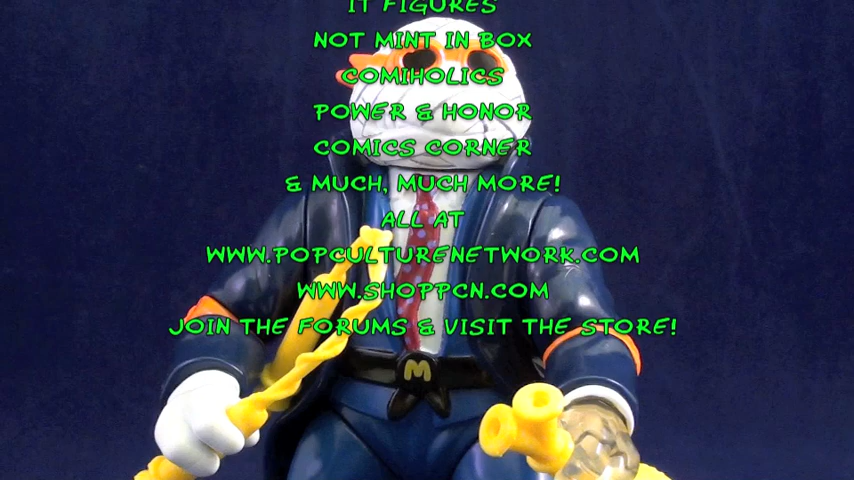 IT FIGURES
NOT MINT IN BOX
COMIHOLICS
POWER & HONOR
COMICS CORNER
& MUCH, MUCH MORE!
ALL AT
WWW.POPCULTURENETWORK.COM
WWW.SHOPPCN.COM
JOIN THE FORUMS & VISIT THE STORE!
M